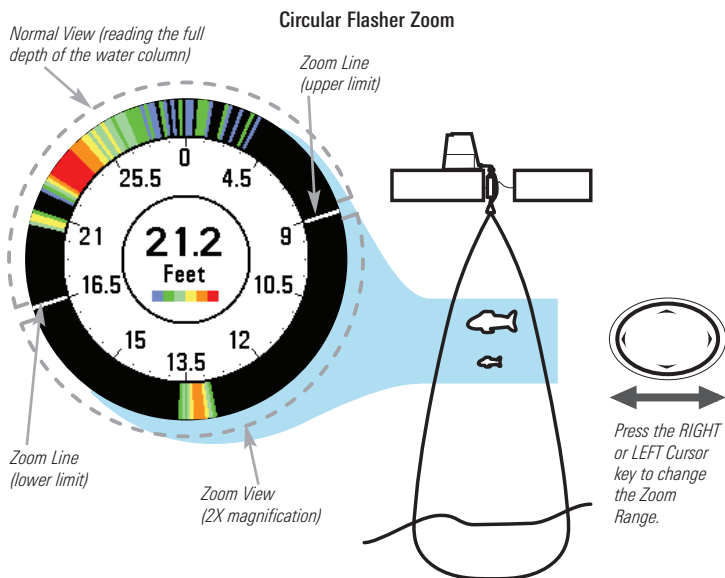 Circular Flasher Zoom
Normal View (reading the full
depth of the water column)
Zoom Line
(upper limit)
0
4.5
9
10.5
12
13.5
15
16.5
21
25.5
21.2
Feet
Zoom Line
(lower limit)
Zoom View
(2X magnification)
Press the RIGHT
or LEFT Cursor
key to change
the Zoom
Range.